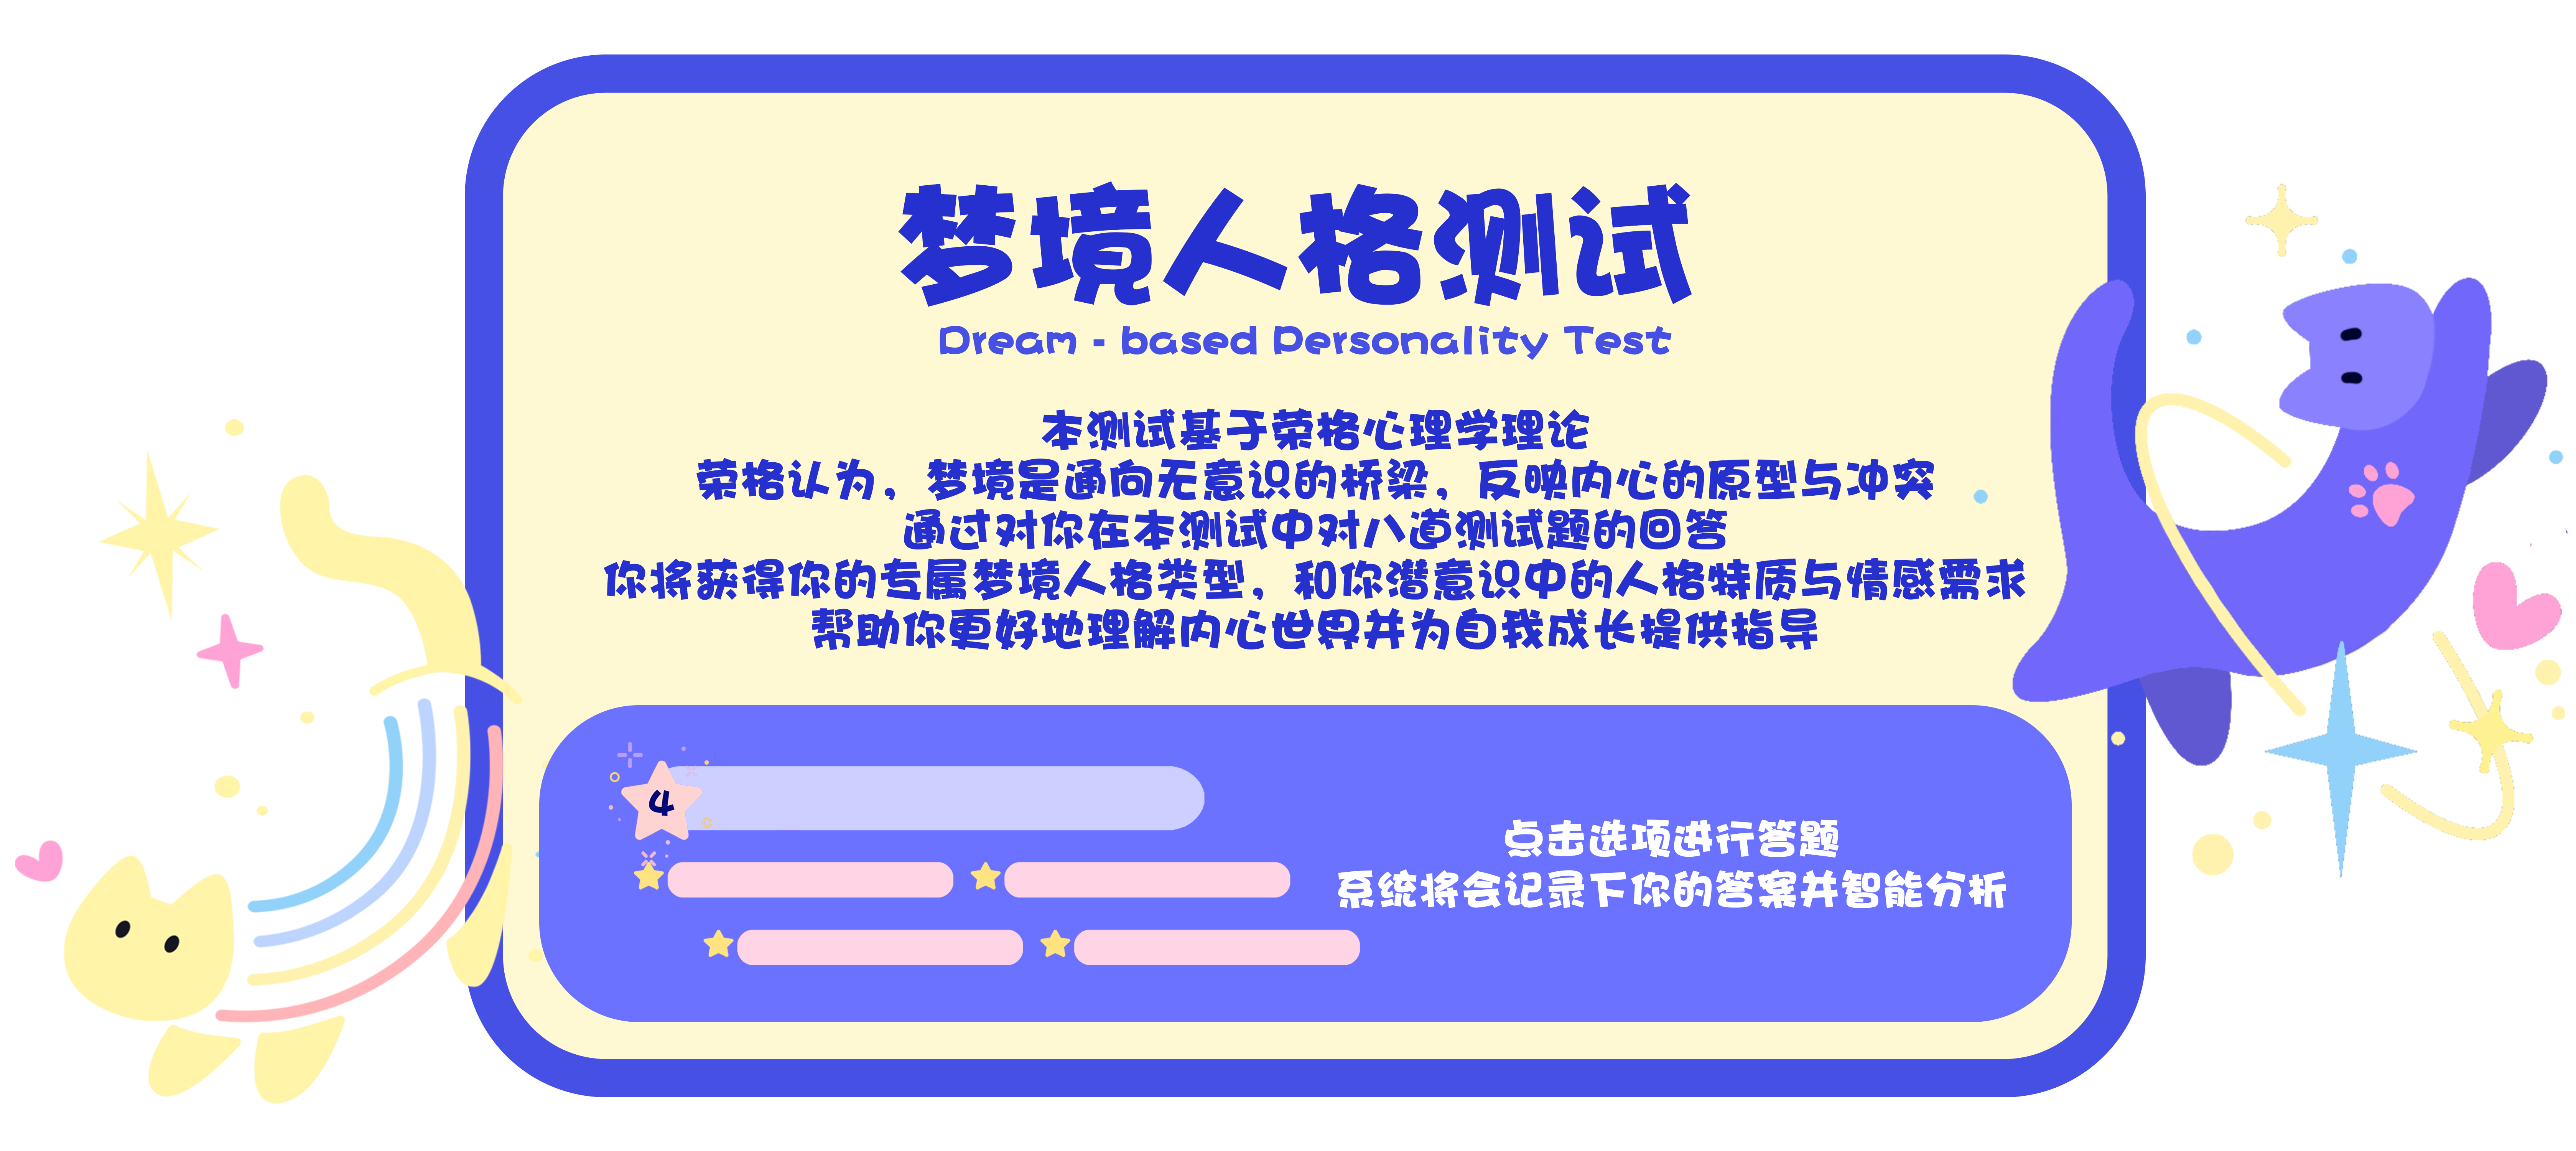 梦境人格测试
Dream - based Personality Test
本测试基于荣格心理学理论
荣格认为，梦境是通向无意识的桥梁，反映内心的原型与冲突
通过对你在本测试中对八道测试题的回答
你将获得你的专属梦境人格类型，和你潜意识中的人格特质与情感需求
帮助你更好地理解内心世界并为自我成长提供指导
4
点击选项进行答题
系统将会记录下你的答案并智能分析